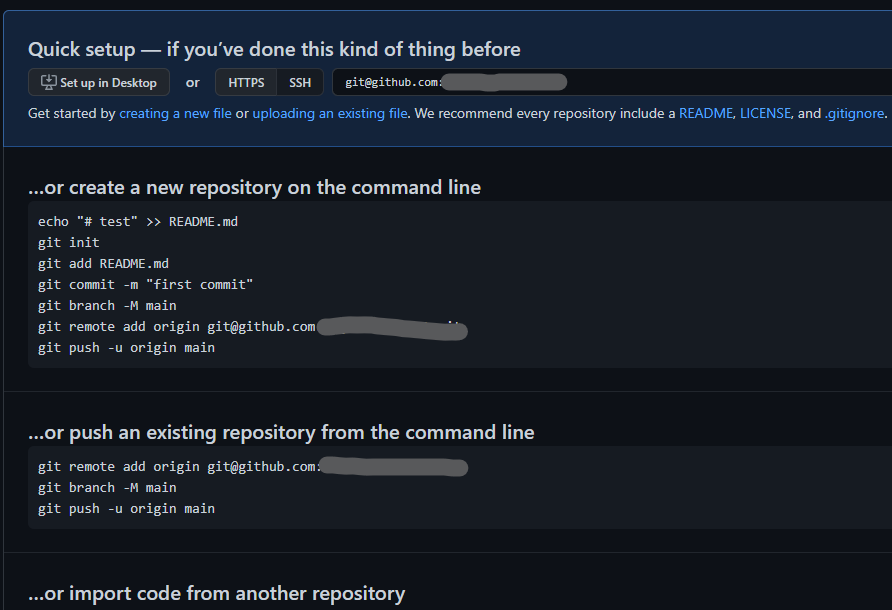 Quick setup — if you’ve done this kind of thing before
Set up in Desktop or HTTPS SSH git@github.com:
Get started by creating a new file or uploading an existing file. We recommend every repository include a README, LICENSE, and .gitignore.
...or create a new repository on the command line
echo "# test" >> README.md
git init
git add README.md
git commit -m "first commit"
git branch -M main
git remote add origin git@github.com
git push -u origin main
...or push an existing repository from the command line
git remote add origin git@github.com:
git branch -M main
git push -u origin main
...or import code from another repository